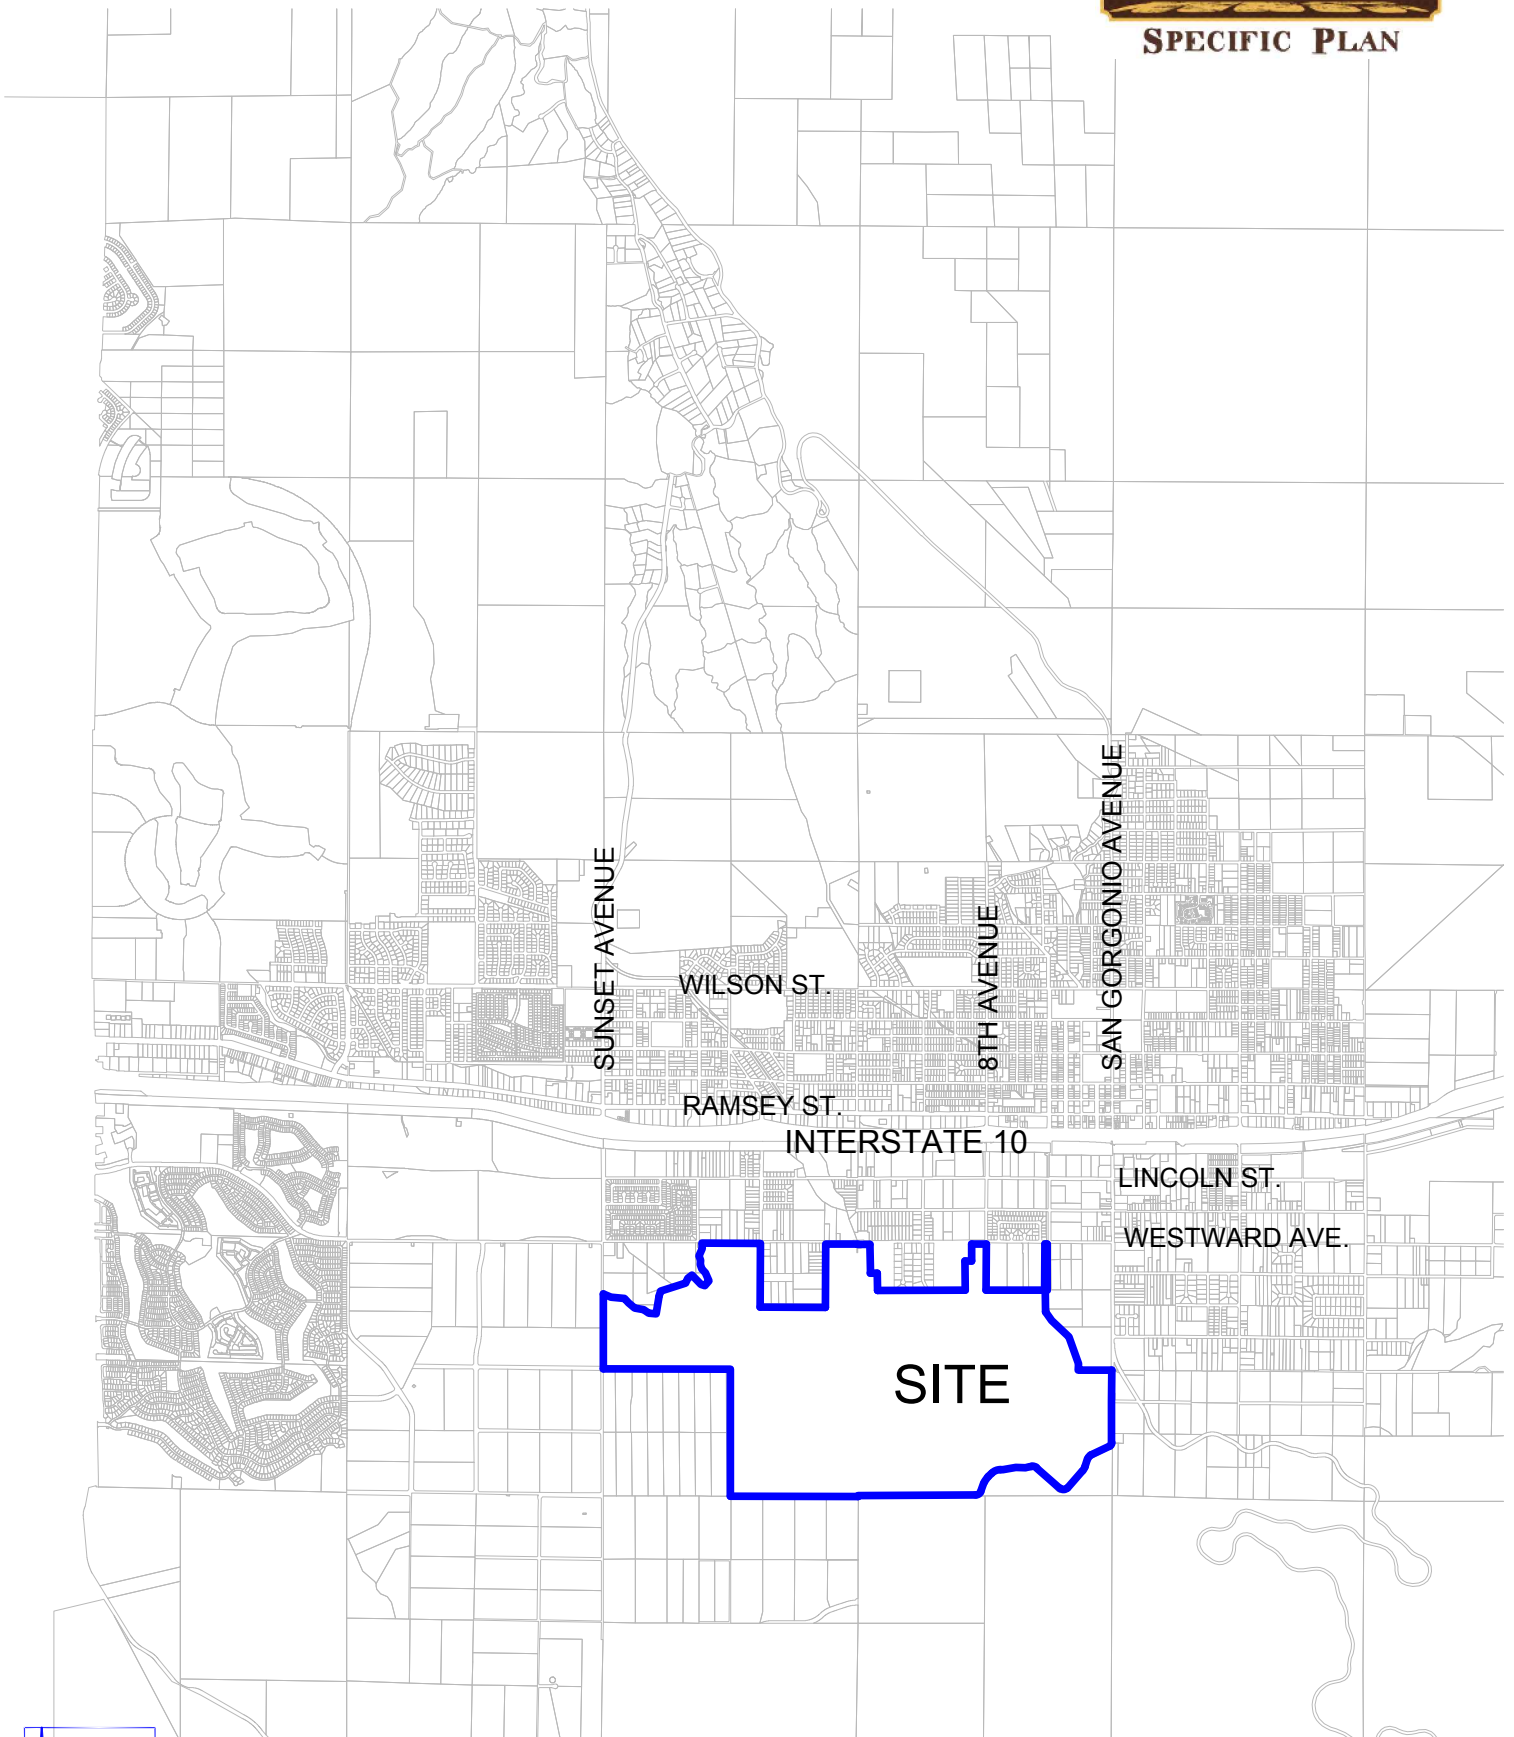 SPECIFIC PLAN
SAN GORGONIO AVENUE
SUNSET AVENUE
8TH AVENUE
WILSON ST.
RAMSEY ST.
INTERSTATE 10
LINCOLN ST.
WESTWARD AVE.
SITE